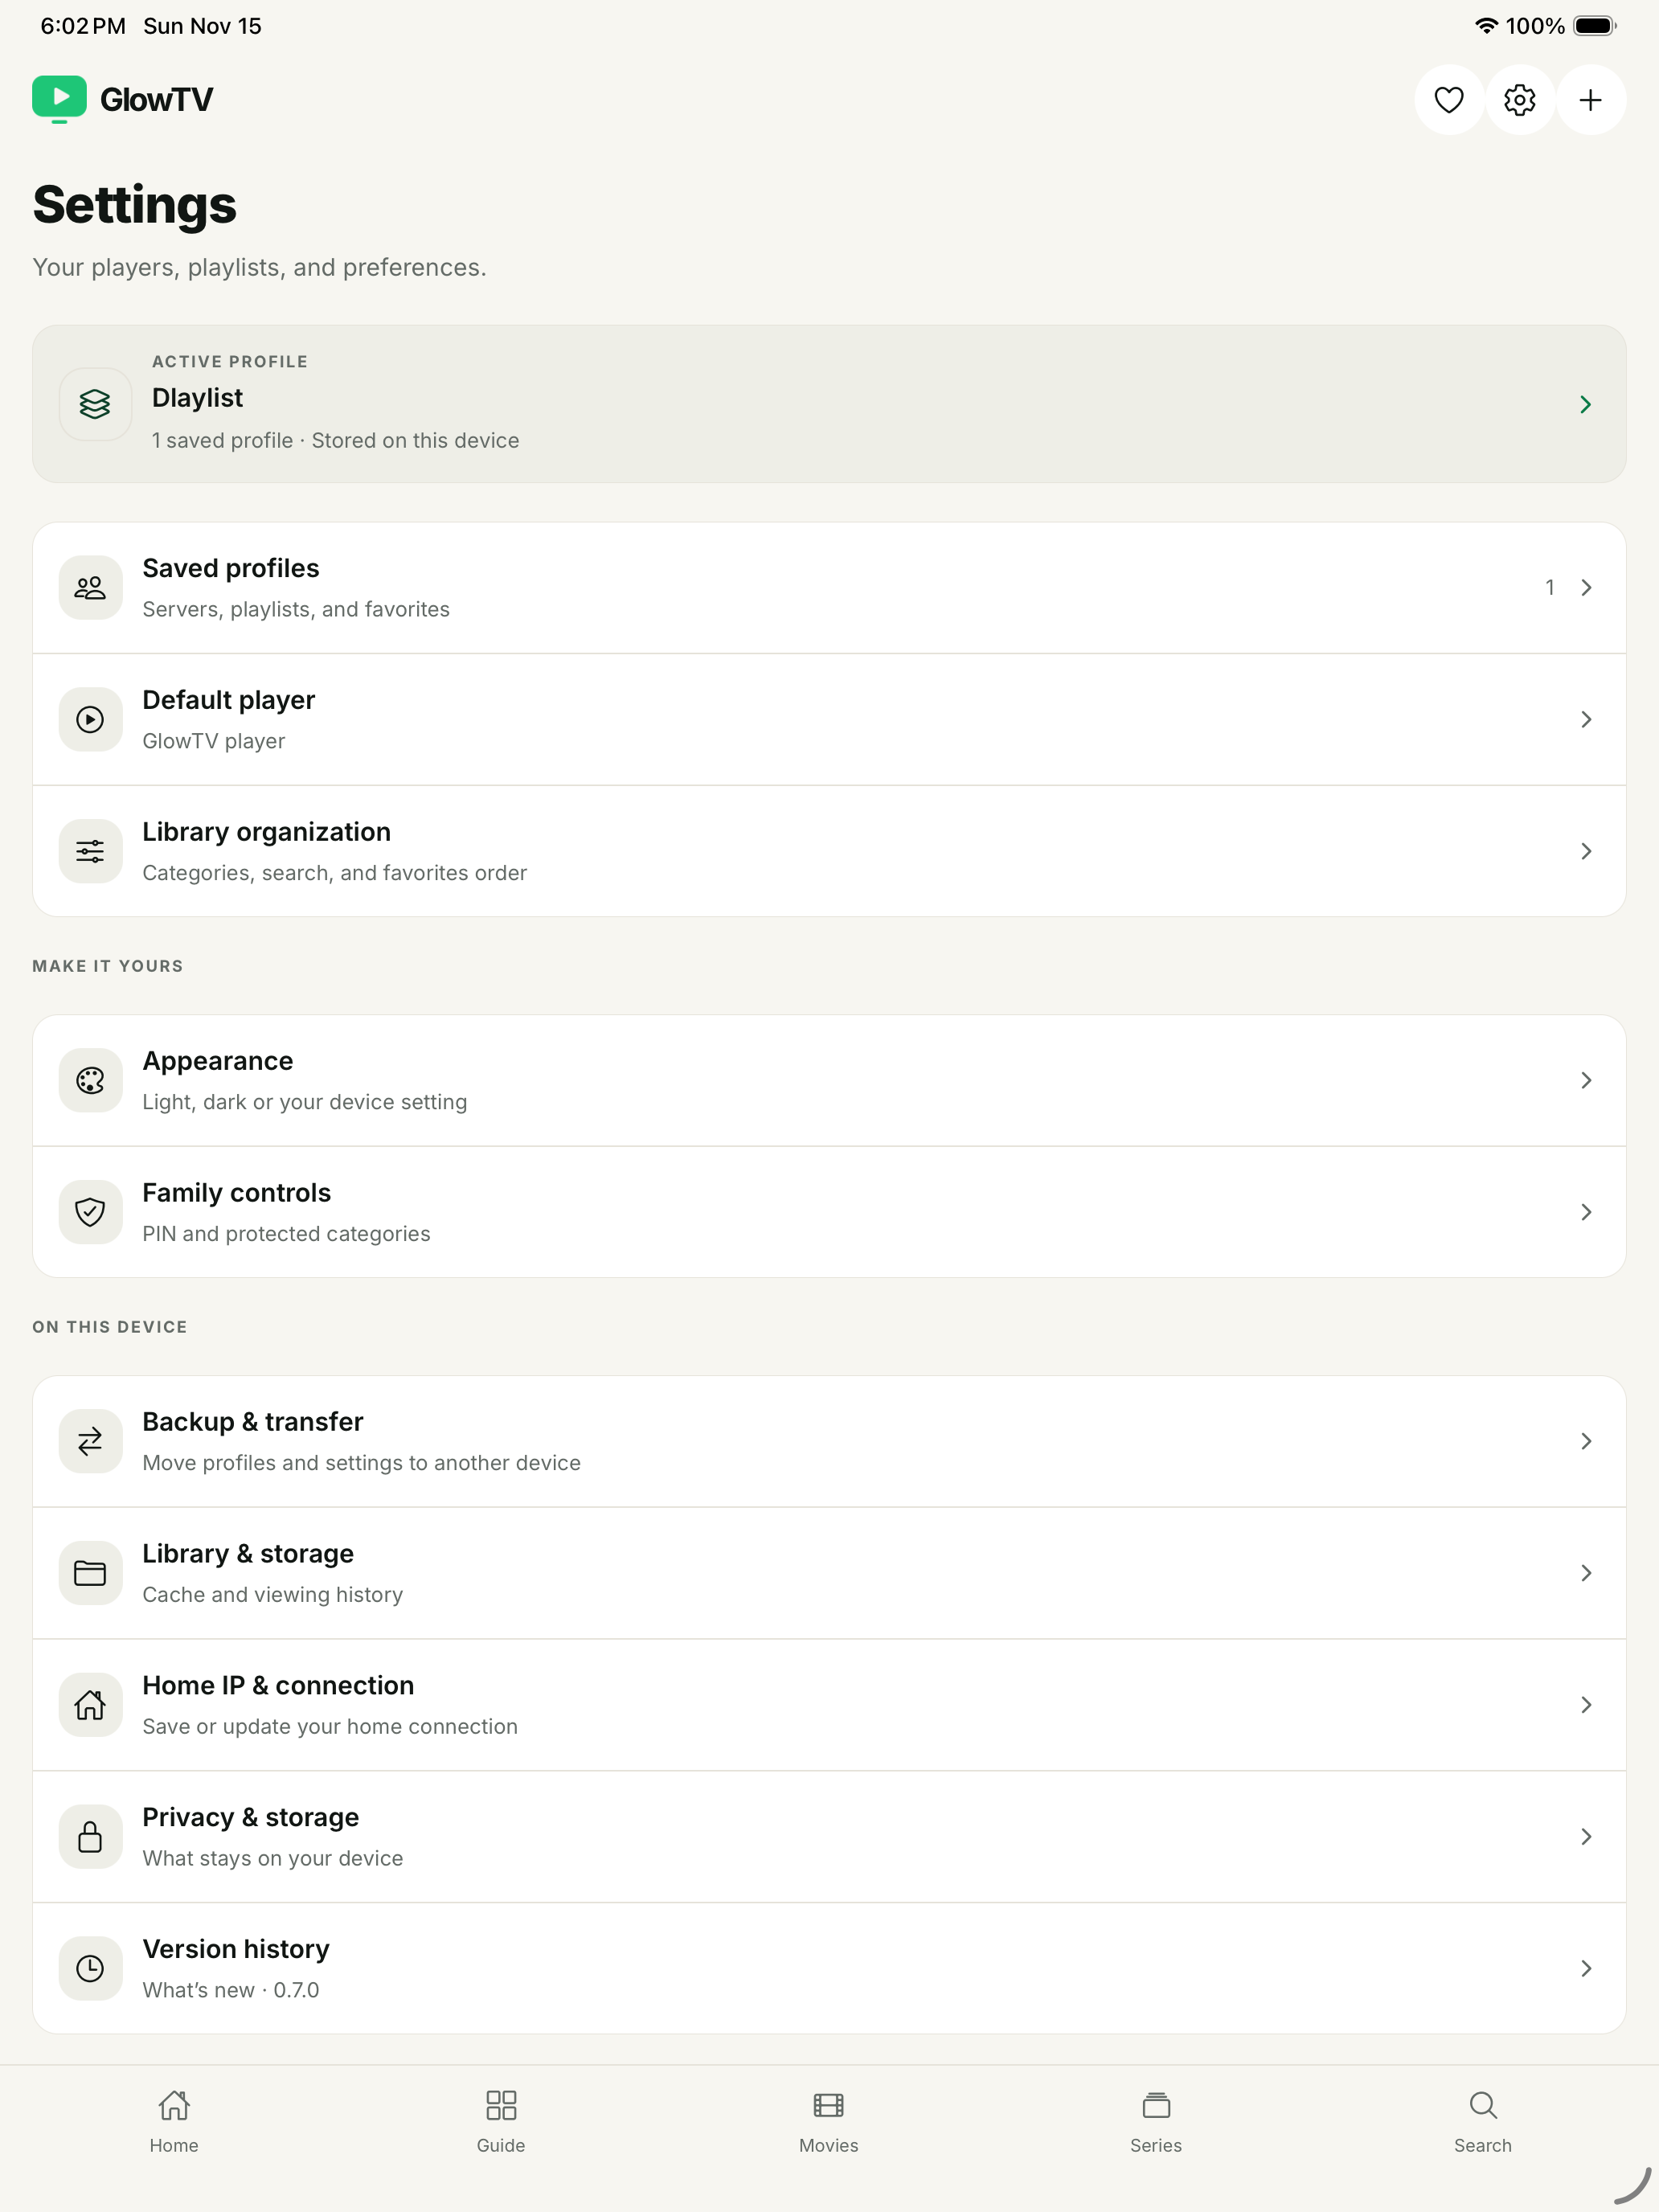 6:02 PM Sun Nov 15
100%
GlowTV
Settings
Your players, playlists, and preferences.
ACTIVE PROFILE
Dlaylist
1 saved profile · Stored on this device
Saved profiles
Servers, playlists, and favorites
1
Default player
GlowTV player
Library organization
Categories, search, and favorites order
MAKE IT YOURS
Appearance
Light, dark or your device setting
Family controls
PIN and protected categories
ON THIS DEVICE
Backup & transfer
Move profiles and settings to another device
Library & storage
Cache and viewing history
Home IP & connection
Save or update your home connection
Privacy & storage
What stays on your device
Version history
What’s new · 0.7.0
Home
Guide
Movies
Series
Search